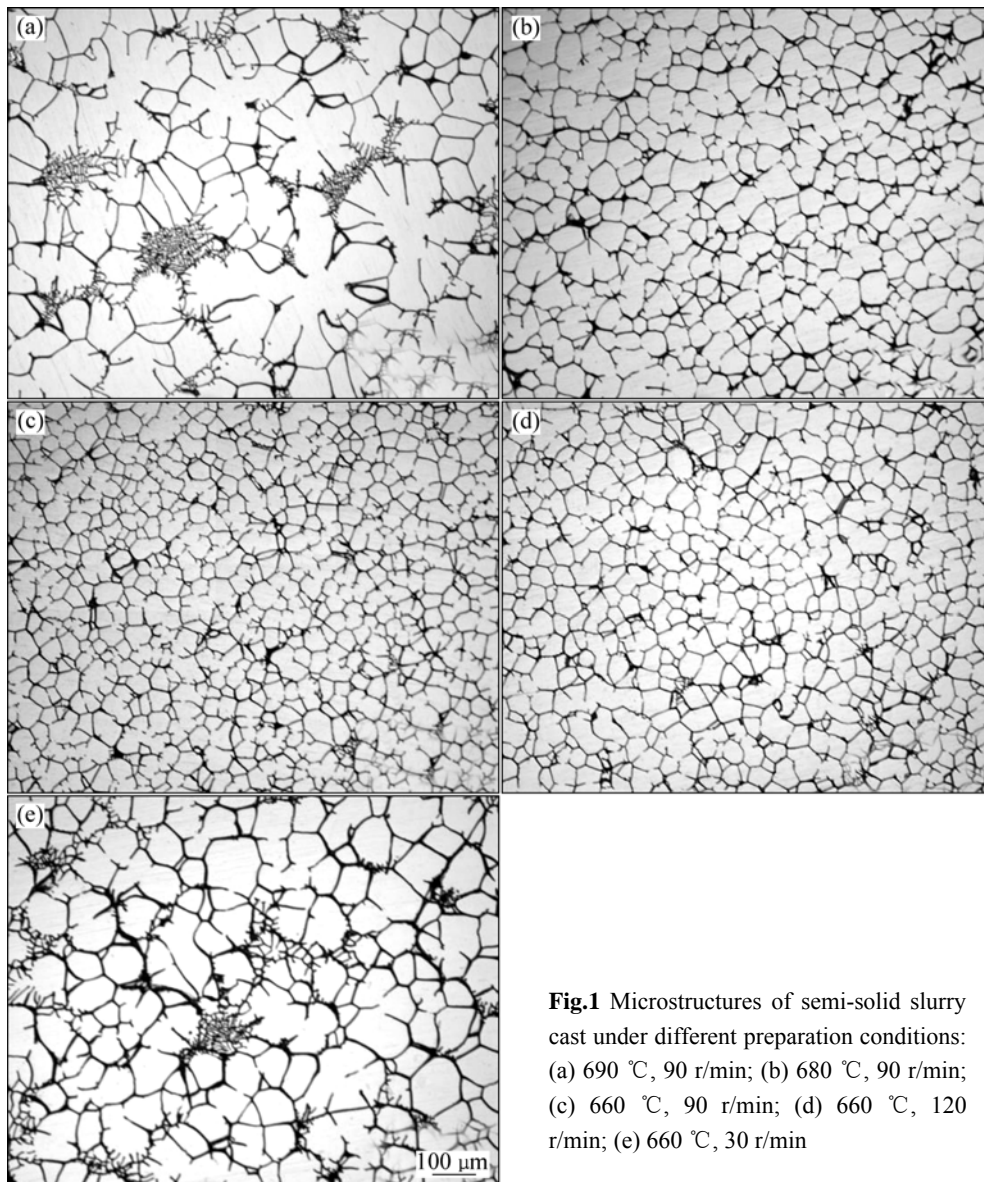 (a)
(b)
(c)
(d)
(e)
100 μm
Fig.1 Microstructures of semi-solid slurry
cast under different preparation conditions:
(a) 690 ℃, 90 r/min; (b) 680 ℃, 90 r/min;
(c) 660 ℃, 90 r/min; (d) 660 ℃, 120
r/min; (e) 660 ℃, 30 r/min